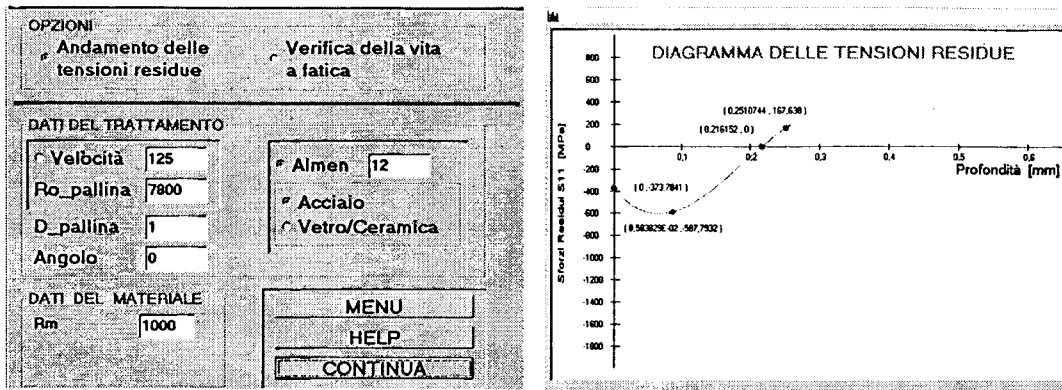 OPZIONI
Andamento delle
tensioni residue
Verifica della vita
a fatica
DATI DEL TRATTAMENTO
Velocità 125
Ro_pallina 7800
D_pallina 1
Angolo 0
Almen 12
Acciaio
Vetro/Ceramica
DATI DEL MATERIALE
Rm 1000
MENU
HELP
CONTINUA
DIAGRAMMA DELLE TENSIONI RESIDUE
Sforzi Residui S11 [MPa]
800
600
400
200
0
-200
-400
-600
-800
-1000
-1200
-1400
-1600
-1800
0,1
0,2
0,3
0,4
0,5
0,6
Profondità [mm]
( 0,2510744 , 167,638 )
( 0,216152 , 0 )
( 0 , -373,7841 )